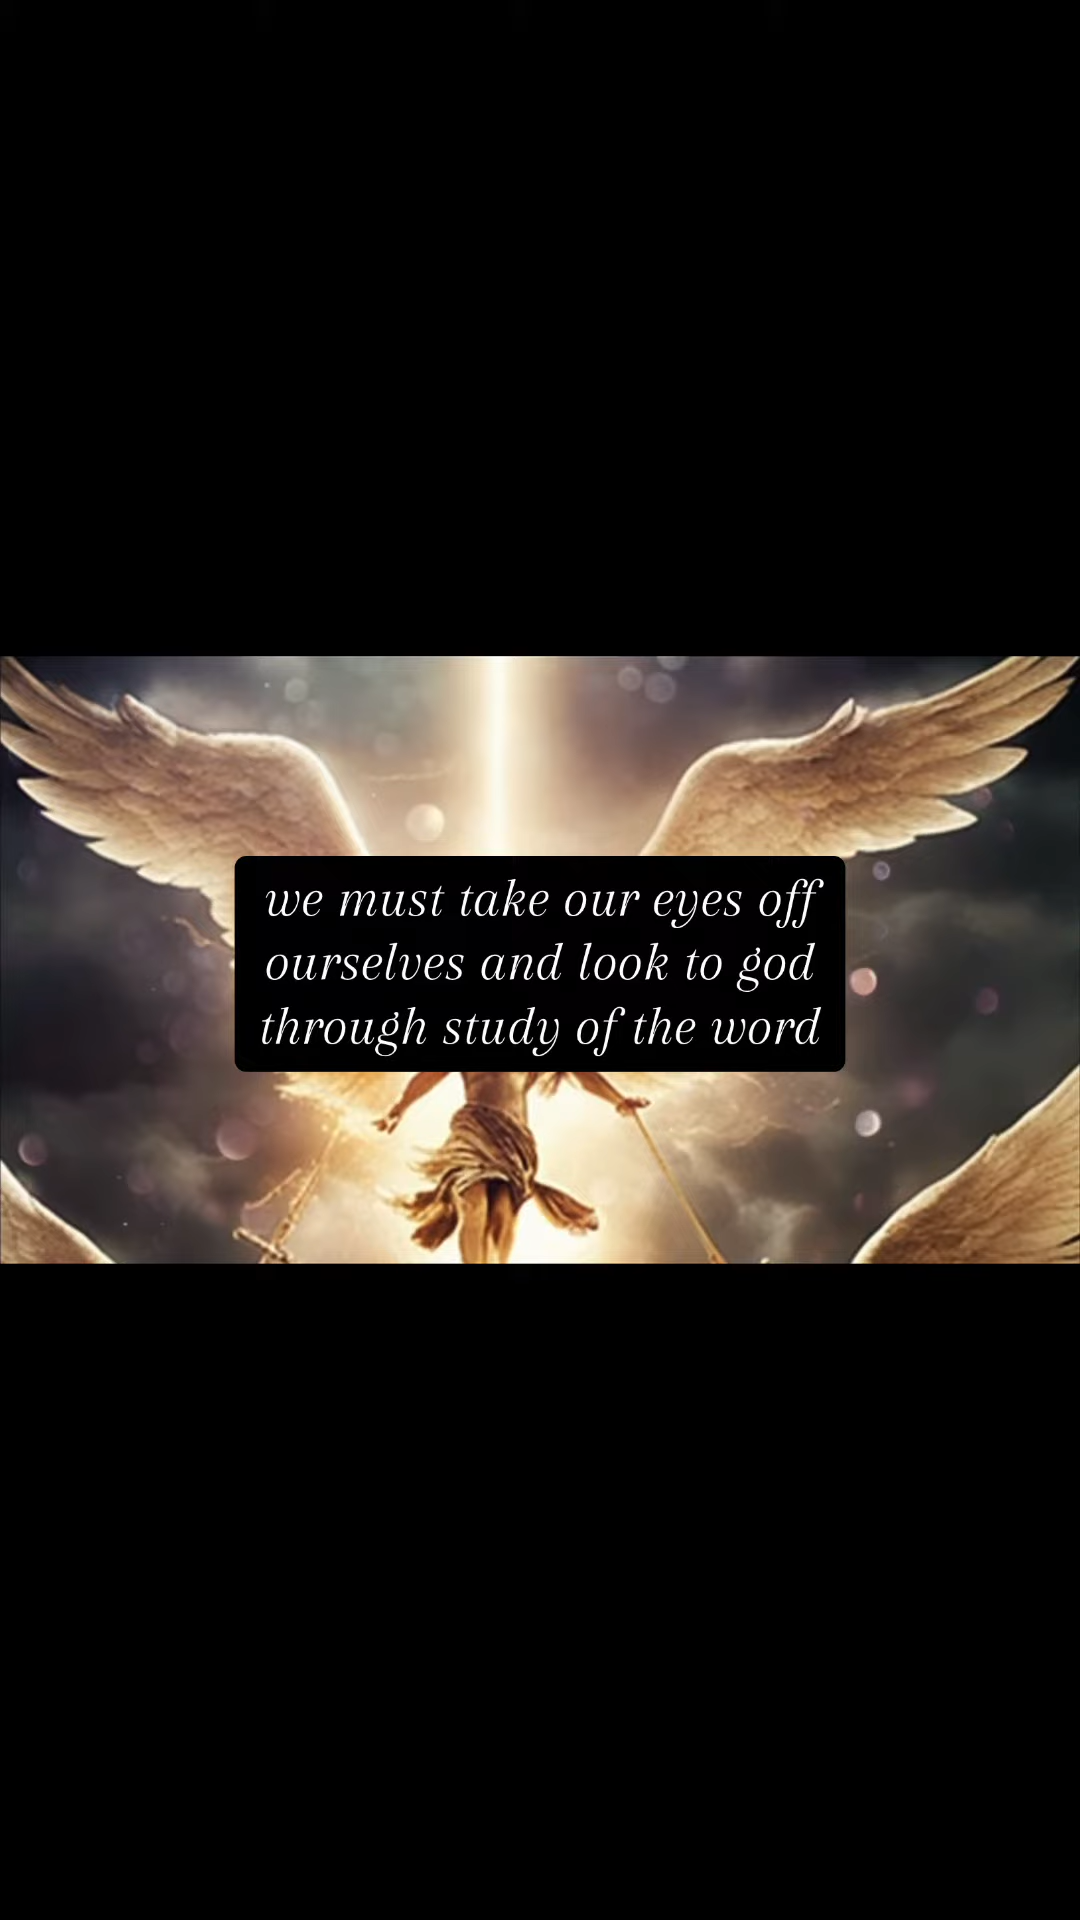 we must take our eyes off
ourselves and look to god
through study of the word